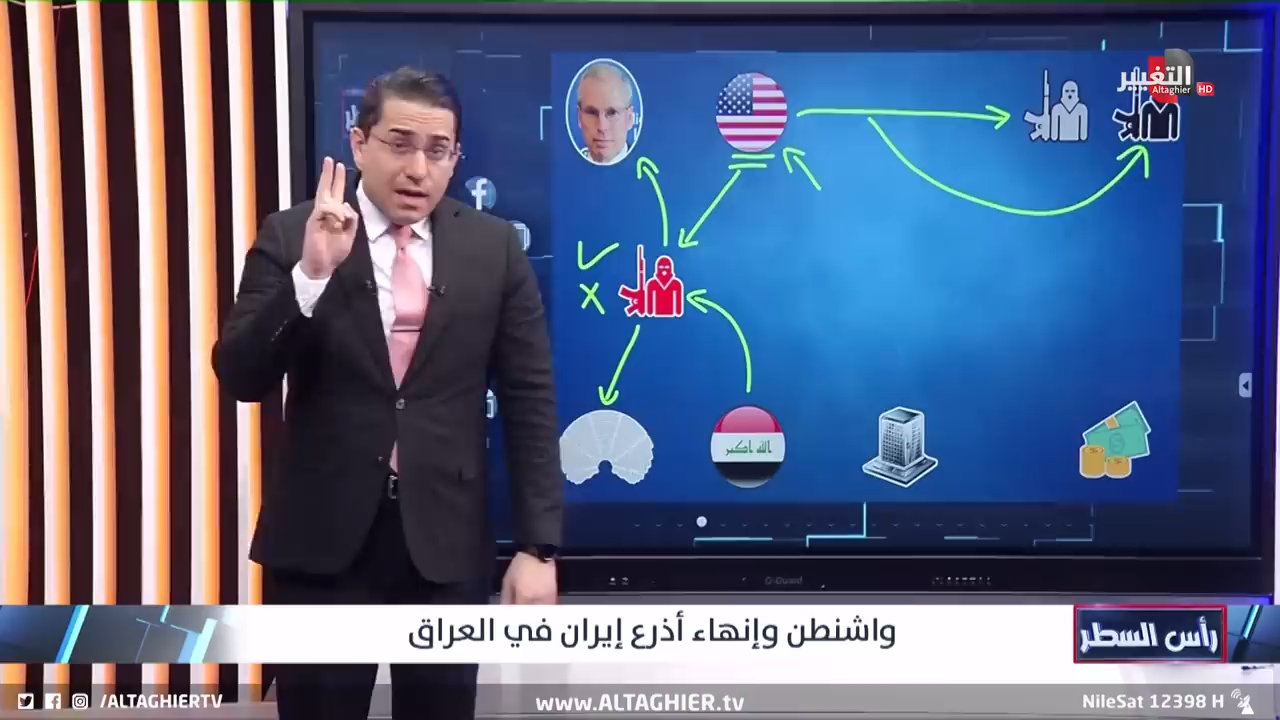 التغيير
Altaghier HD
الله اكبر
G-Guard
واشنطن وإنهاء أذرع إيران في العراق
رأس السطر
/ALTAGHIERTV
www.ALTAGHIER.tv
NileSat 12398 H